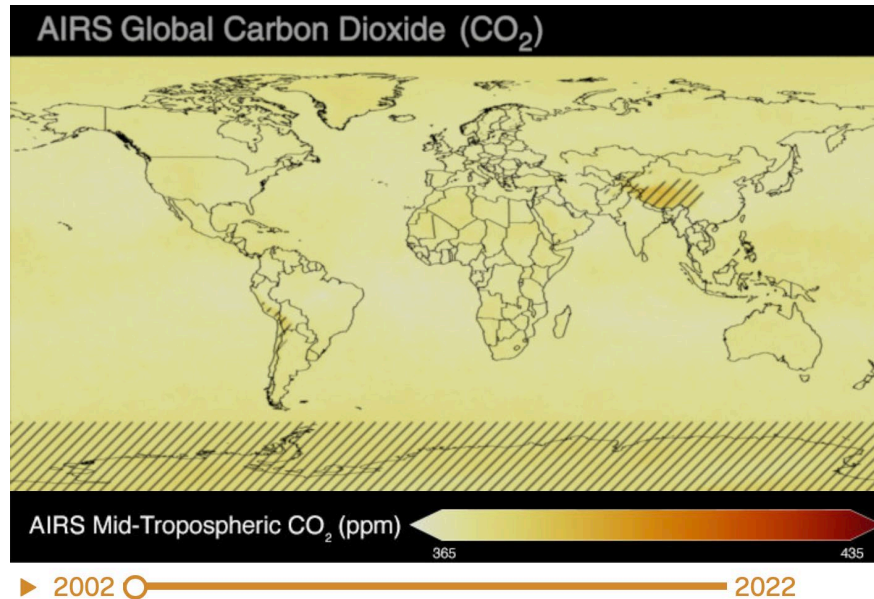 AIRS Global Carbon Dioxide (CO₂)
AIRS Mid-Tropospheric CO₂ (ppm)
365 435
2002 2022